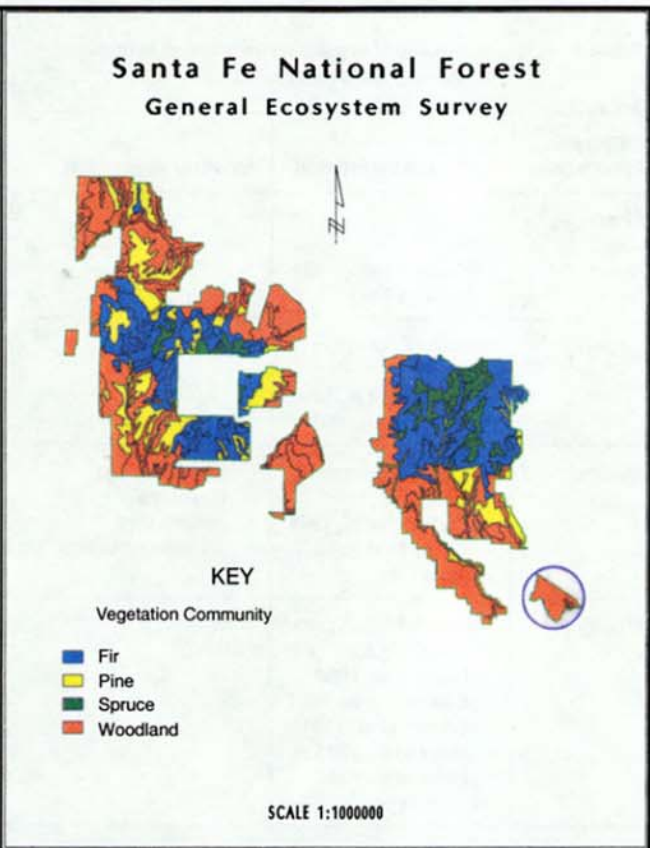 Santa Fe National Forest
General Ecosystem Survey
KEY
Vegetation Community
Fir
Pine
Spruce
Woodland
SCALE 1:1000000